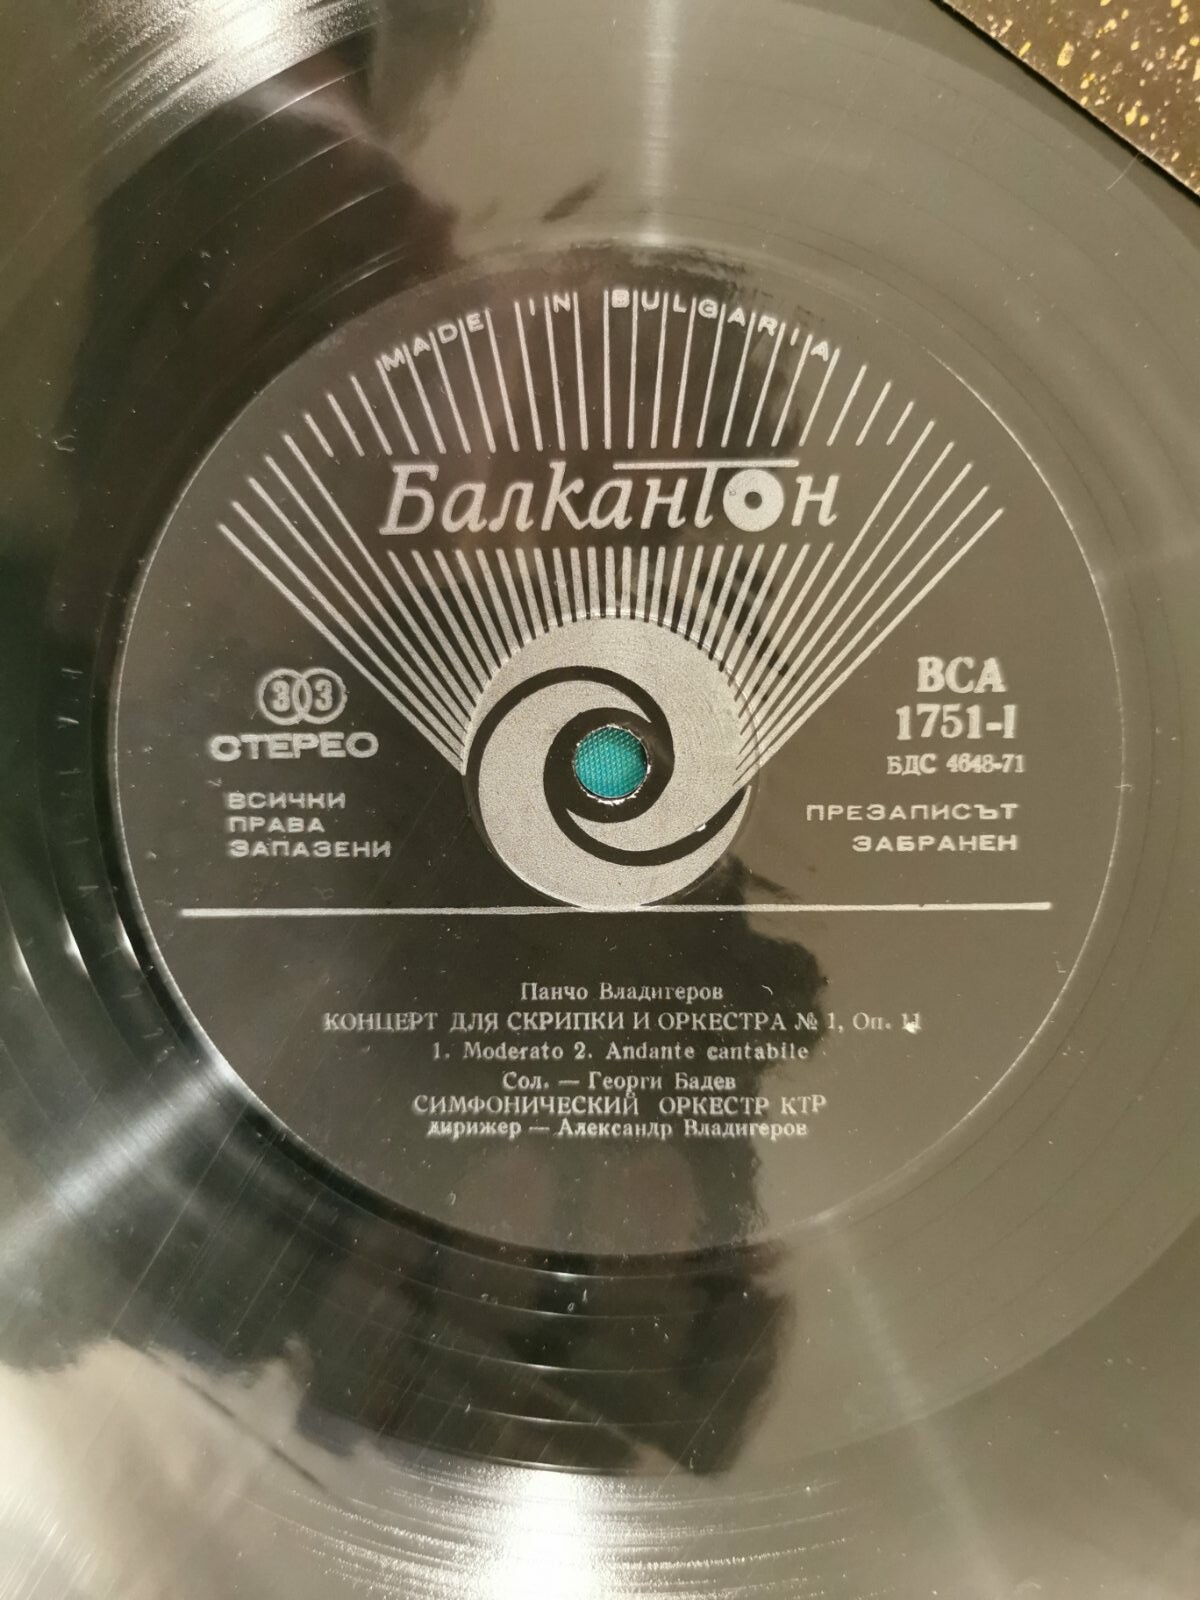 MADE IN BULGARIA
Балкантон
33
СТЕРЕО
ВСИЧКИ
ПРАВА
ЗАПАЗЕНИ
ВСА
1751-I
БДС 4648-71
ПРЕЗАПИСЪТ
ЗАБРАНЕН
Панчо Владигеров
КОНЦЕРТ ДЛЯ СКРИПКИ И ОРКЕСТРА № 1, Оп. 11
1. Moderato 2. Andante cantabile
Сол. — Георги Бадев
СИМФОНИЧЕСКИЙ ОРКЕСТР КТР
дирижер — Александр Владигеров